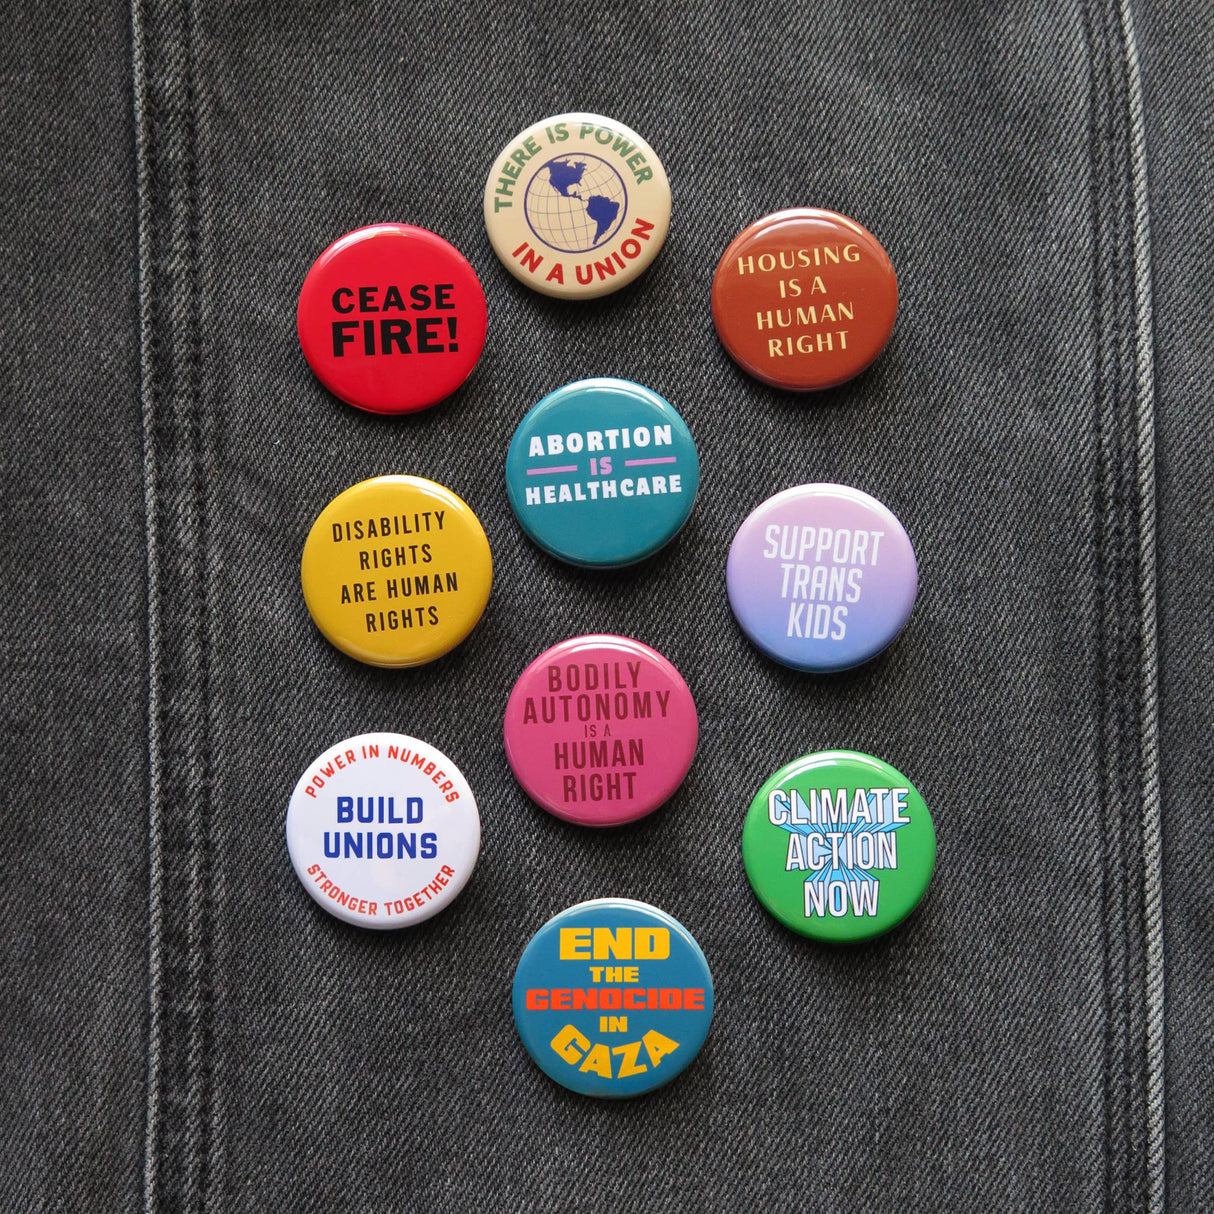 THERE IS POWER
IN A UNION
CEASE
FIRE!
HOUSING
IS A
HUMAN
RIGHT
ABORTION
IS
HEALTHCARE
DISABILITY
RIGHTS
ARE HUMAN
RIGHTS
SUPPORT
TRANS
KIDS
BODILY
AUTONOMY
IS A
HUMAN
RIGHT
POWER IN NUMBERS
BUILD
UNIONS
STRONGER TOGETHER
CLIMATE
ACTION
NOW
END
THE
GENOCIDE
IN
GAZA